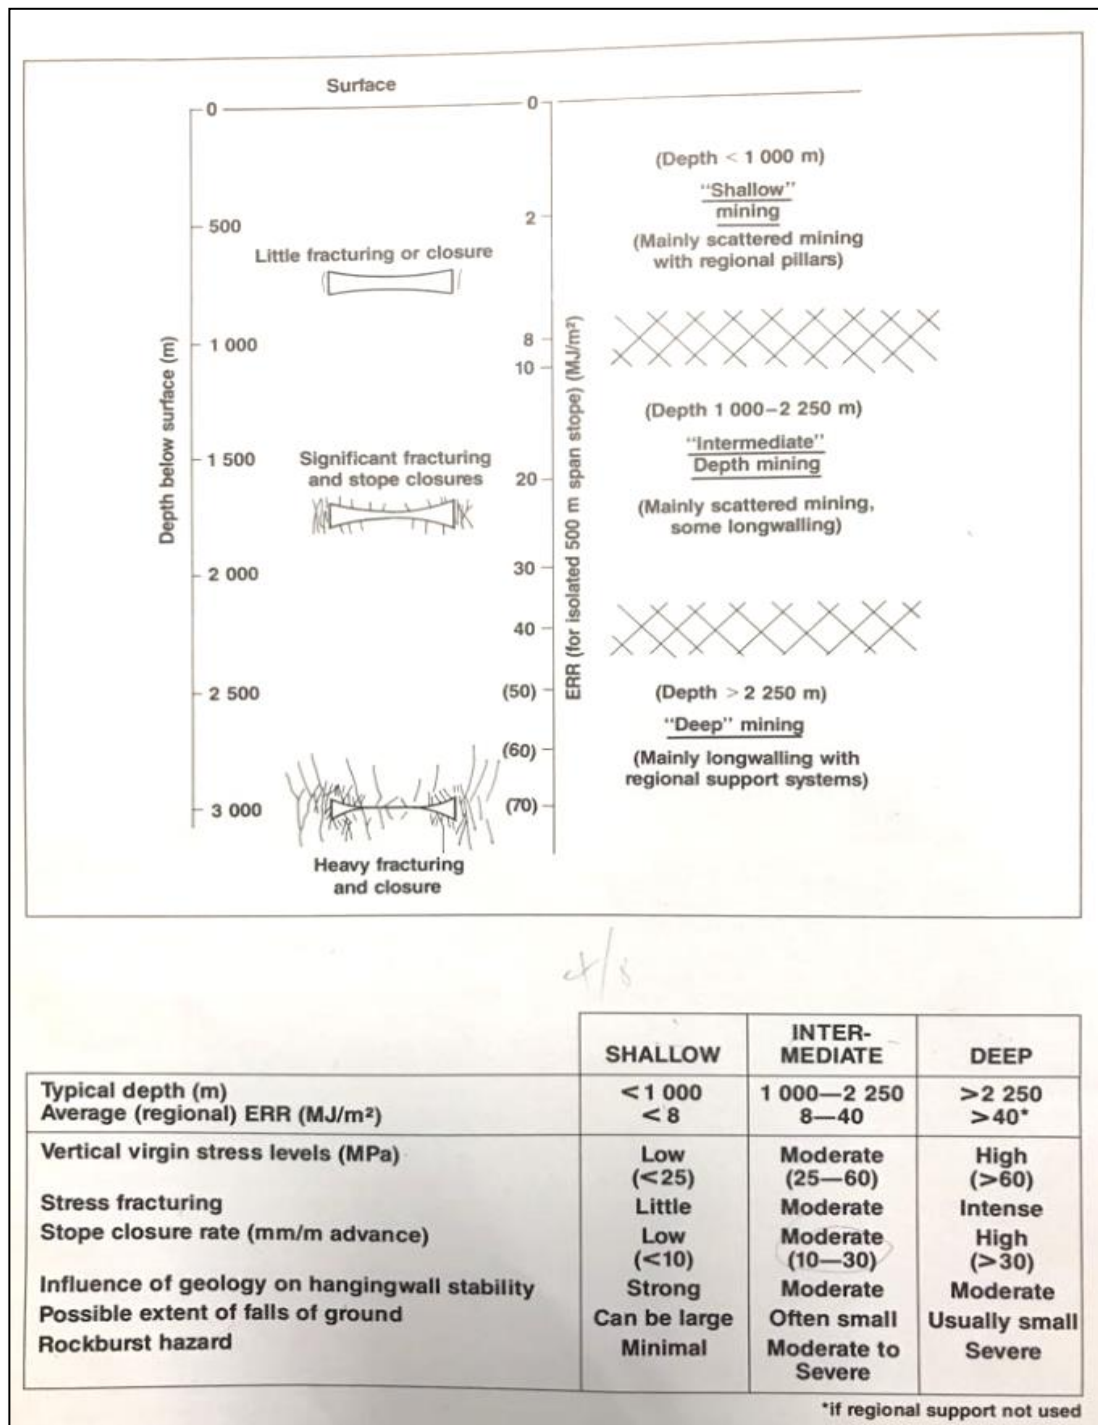 Surface
0
500
1 000
1 500
2 000
2 500
3 000
Depth below surface (m)
Little fracturing or closure
Significant fracturing
and stope closures
Heavy fracturing
and closure
0
2
8
10
20
30
40
(50)
(60)
(70)
ERR (for isolated 500 m span stope) (MJ/m²)
(Depth < 1 000 m)
"Shallow"
mining
(Mainly scattered mining
with regional pillars)
(Depth 1 000–2 250 m)
"Intermediate"
Depth mining
(Mainly scattered mining,
some longwalling)
(Depth > 2 250 m)
"Deep" mining
(Mainly longwalling with
regional support systems)
SHALLOW INTER-
MEDIATE DEEP
Typical depth (m) <1 000 1 000—2 250 >2 250
Average (regional) ERR (MJ/m²) <8 8—40 >40*
Vertical virgin stress levels (MPa) Low Moderate High
(<25) (25—60) (>60)
Stress fracturing Little Moderate Intense
Stope closure rate (mm/m advance) Low Moderate High
(<10) (10—30) (>30)
Influence of geology on hangingwall stability Strong Moderate Moderate
Possible extent of falls of ground Can be large Often small Usually small
Rockburst hazard Minimal Moderate to Severe
Severe
*if regional support not used